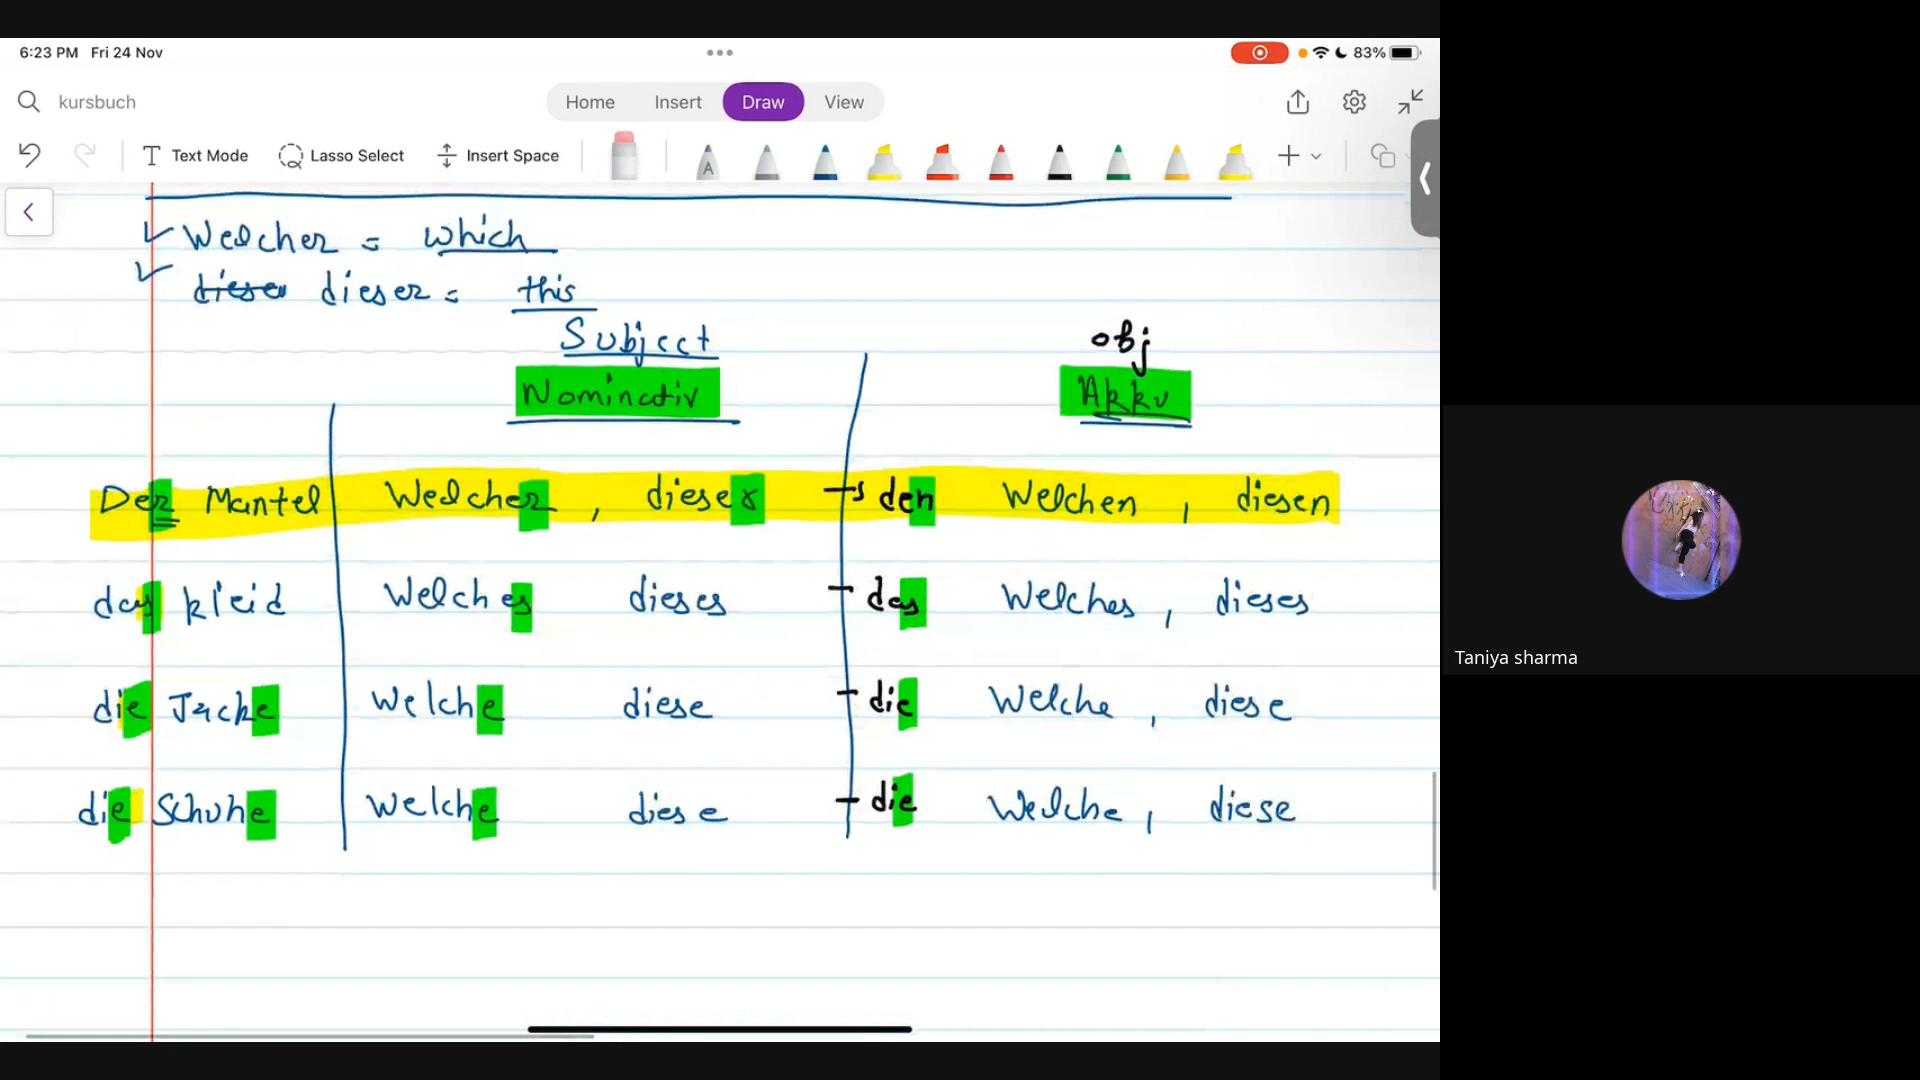 6:23 PM Fri 24 Nov 83%
kursbuch Home Insert Draw View
Text Mode Lasso Select Insert Space A
Welcher = which
diese dieser = this
Subject obj
Nominativ Akku
Der Mantel Welcher , dieser → den Welchen , diesen
das kleid Welches dieses - das Welches , dieses
die Jacke Welche diese - die Welche , diese
die Schuhe Welche diese - die Welche , diese
Taniya sharma